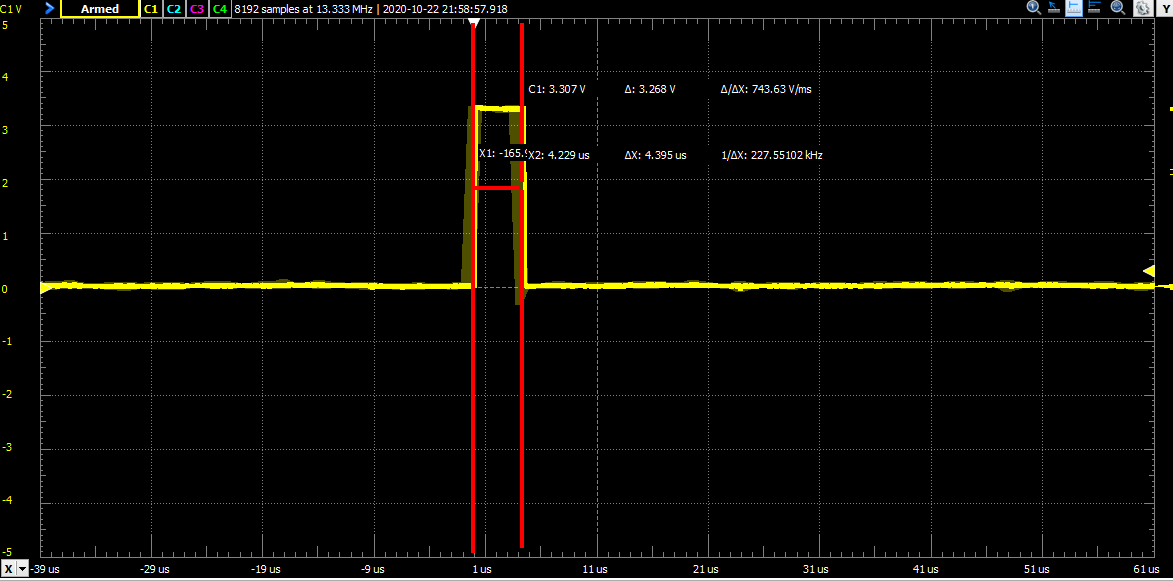 C1 V Armed C1 C2 C3 C4 8192 samples at 13.333 MHz | 2020-10-22 21:58:57.918 Y
5
4
C1: 3.307 V Δ: 3.268 V Δ/ΔX: 743.63 V/ms
3
X1: -165.9 X2: 4.229 us ΔX: 4.395 us 1/ΔX: 227.55102 kHz
2
1
0
-1
-2
-3
-4
-5
X -39 us -29 us -19 us -9 us 1 us 11 us 21 us 31 us 41 us 51 us 61 us